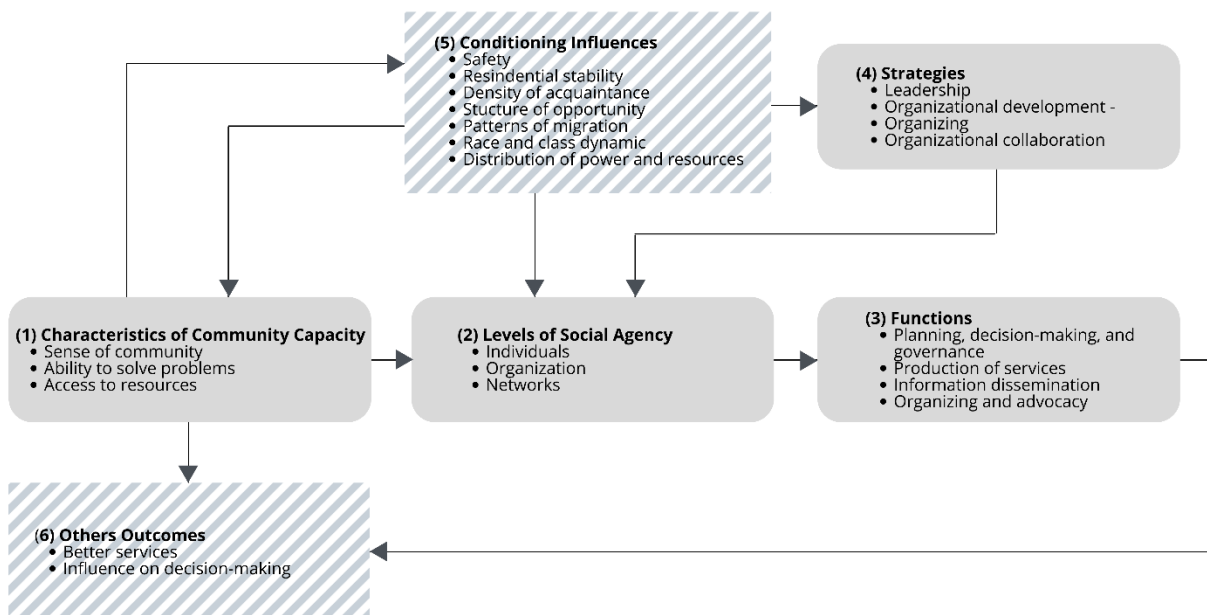 (5) Conditioning Influences
• Safety
• Resindential stability
• Density of acquaintance
• Stucture of opportunity
• Patterns of migration
• Race and class dynamic
• Distribution of power and resources
(4) Strategies
• Leadership
• Organizational development -
• Organizing
• Organizational collaboration
(1) Characteristics of Community Capacity
• Sense of community
• Ability to solve problems
• Access to resources
(2) Levels of Social Agency
• Individuals
• Organization
• Networks
(3) Functions
• Planning, decision-making, and
governance
• Production of services
• Information dissemination
• Organizing and advocacy
(6) Others Outcomes
• Better services
• Influence on decision-making